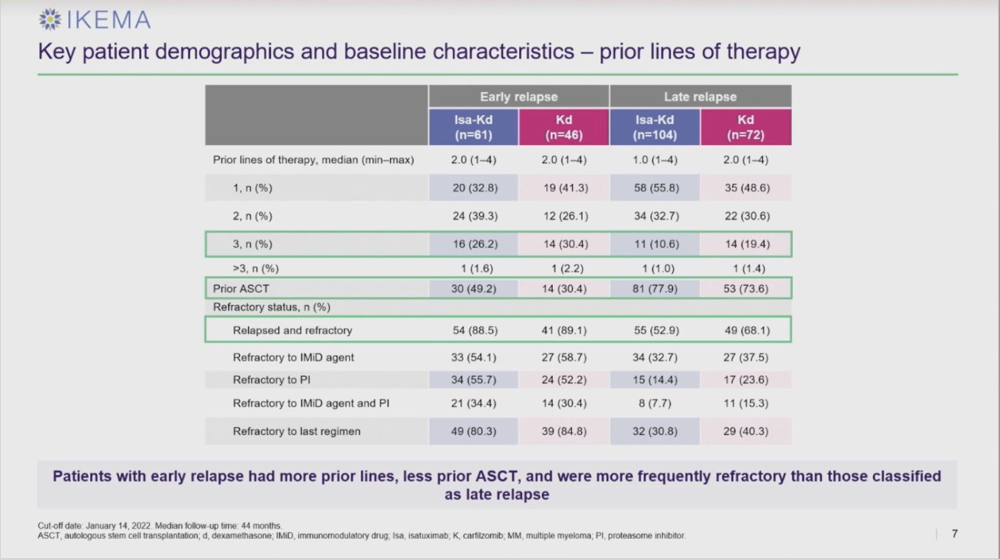 IKEMA
Key patient demographics and baseline characteristics – prior lines of therapy
Early relapse Late relapse
Isa-Kd (n=61) Kd (n=46) Isa-Kd (n=104) Kd (n=72)
Prior lines of therapy, median (min–max) 2.0 (1–4) 2.0 (1–4) 1.0 (1–4) 2.0 (1–4)
1, n (%) 20 (32.8) 19 (41.3) 58 (55.8) 35 (48.6)
2, n (%) 24 (39.3) 12 (26.1) 34 (32.7) 22 (30.6)
3, n (%) 16 (26.2) 14 (30.4) 11 (10.6) 14 (19.4)
>3, n (%) 1 (1.6) 1 (2.2) 1 (1.0) 1 (1.4)
Prior ASCT 30 (49.2) 14 (30.4) 81 (77.9) 53 (73.6)
Refractory status, n (%)
Relapsed and refractory 54 (88.5) 41 (89.1) 55 (52.9) 49 (68.1)
Refractory to IMiD agent 33 (54.1) 27 (58.7) 34 (32.7) 27 (37.5)
Refractory to PI 34 (55.7) 24 (52.2) 15 (14.4) 17 (23.6)
Refractory to IMiD agent and PI 21 (34.4) 14 (30.4) 8 (7.7) 11 (15.3)
Refractory to last regimen 49 (80.3) 39 (84.8) 32 (30.8) 29 (40.3)
Patients with early relapse had more prior lines, less prior ASCT, and were more frequently refractory than those classified
as late relapse
Cut-off date: January 14, 2022. Median follow-up time: 44 months.
ASCT, autologous stem cell transplantation; d, dexamethasone; IMiD, immunomodulatory drug; Isa, isatuximab; K, carfilzomib; MM, multiple myeloma; PI, proteasome inhibitor.
7